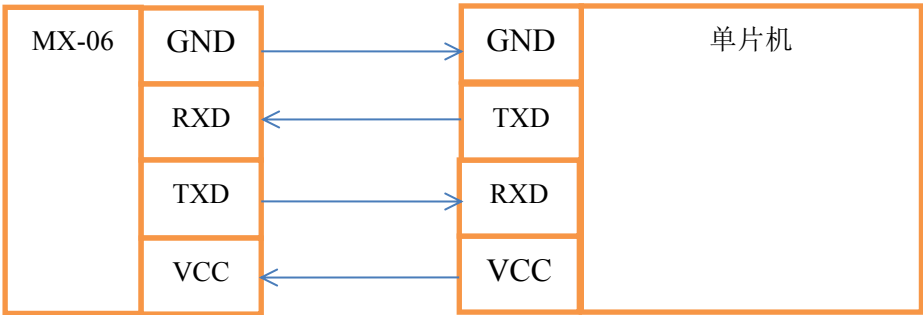 MX-06 GND GND 单片机
RXD TXD
TXD RXD
VCC VCC